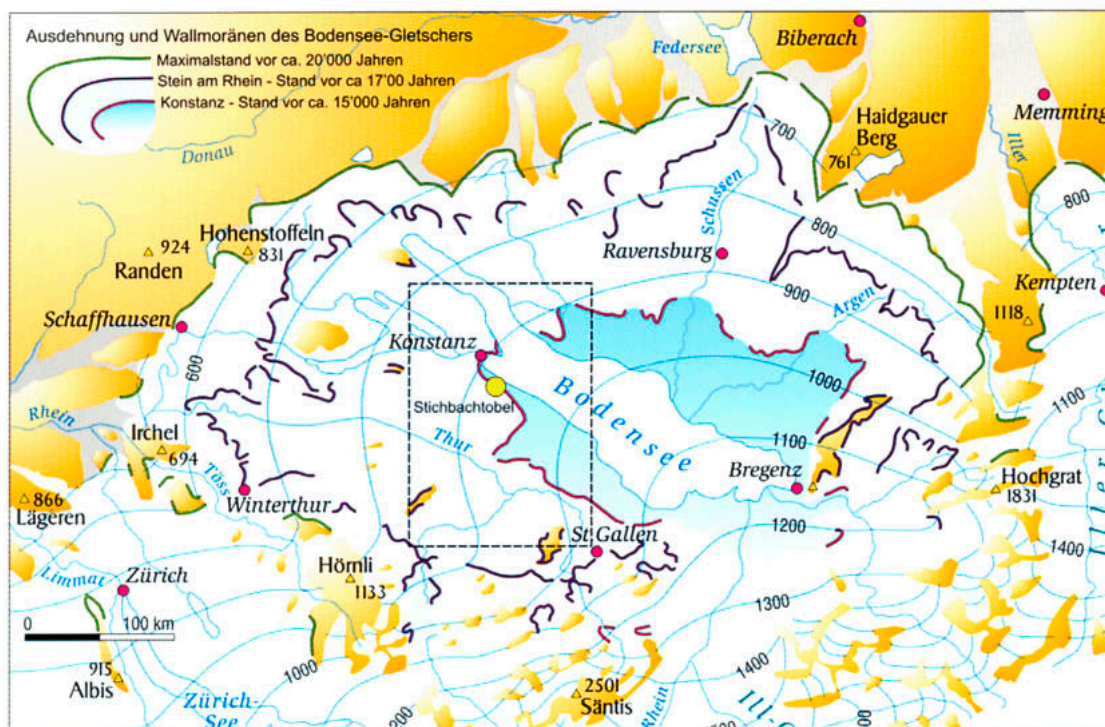 Ausdehnung und Wallmoränen des Bodensee-Gletschers
Maximalstand vor ca. 20'000 Jahren
Stein am Rhein - Stand vor ca 17'00 Jahren
Konstanz - Stand vor ca. 15'000 Jahren
Federsee
Biberach
Memming
Iller
Donau
700
Haidgauer
Berg
761
800
Schussen
800
Hohenstoffeln
831
924
Randen
Ravensburg
Kempten
900
Argen
1118
Schaffhausen
600
Konstanz
1000
Stichbachtobel
Bodensee
1100
Rhein
Irchel
694
Thur
1100
Töss
Bregenz
Hochgrat
1831
866
Lägeren
Winterthur
1200
St.Gallen
1400
Limmat
Zürich
Hörnli
1133
1300
0
100 km
915
Albis
1000
1400
Zürich-
See
2501
Säntis
Rhein